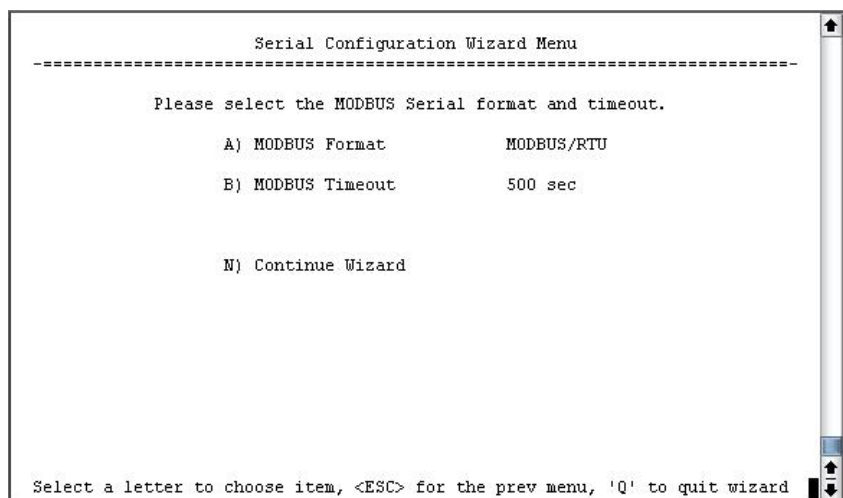 Serial Configuration Wizard Menu
-==========================================================================-
Please select the MODBUS Serial format and timeout.
A) MODBUS Format MODBUS/RTU
B) MODBUS Timeout 500 sec
N) Continue Wizard
Select a letter to choose item, <ESC> for the prev menu, 'Q' to quit wizard